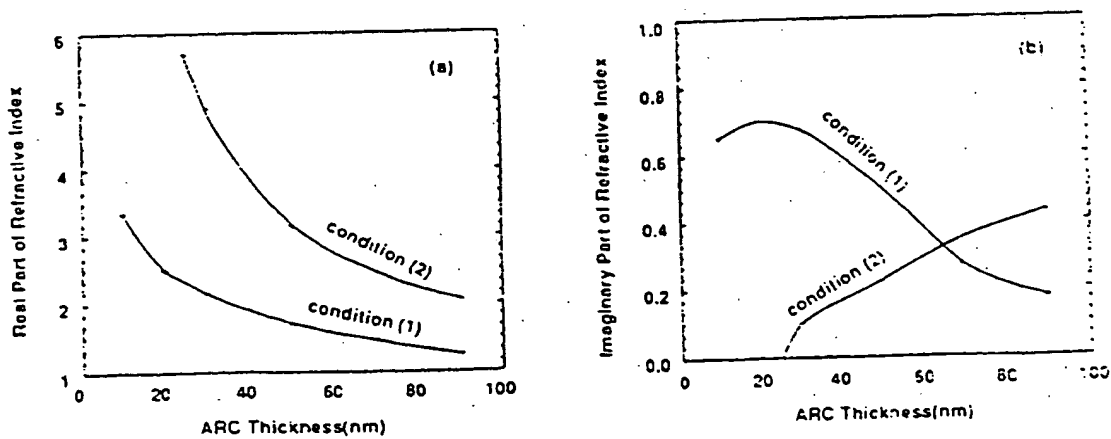 (a)
Real Part of Refractive Index
6
5
4
3
2
1
condition (2)
condition (1)
0
20
40
60
80
100
ARC Thickness(nm)
(b)
Imaginary Part of Refractive Index
1.0
0.8
0.6
0.4
0.2
0.0
condition (1)
condition (2)
0
20
40
60
80
100
ARC Thickness(nm)